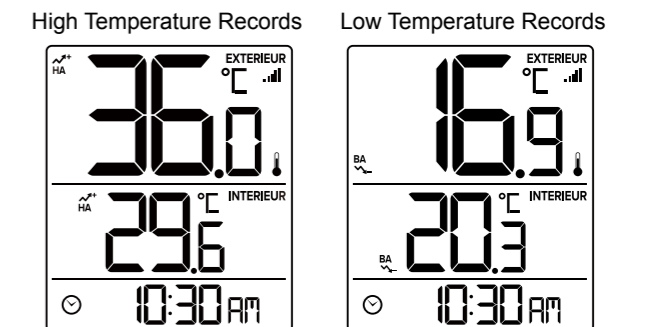 High Temperature Records
HA
EXTERIEUR
36.0 °C
HA
29.6 °C
INTERIEUR
10:30 AM
Low Temperature Records
EXTERIEUR
16.9 °C
BA
20.3 °C
INTERIEUR
BA
10:30 AM